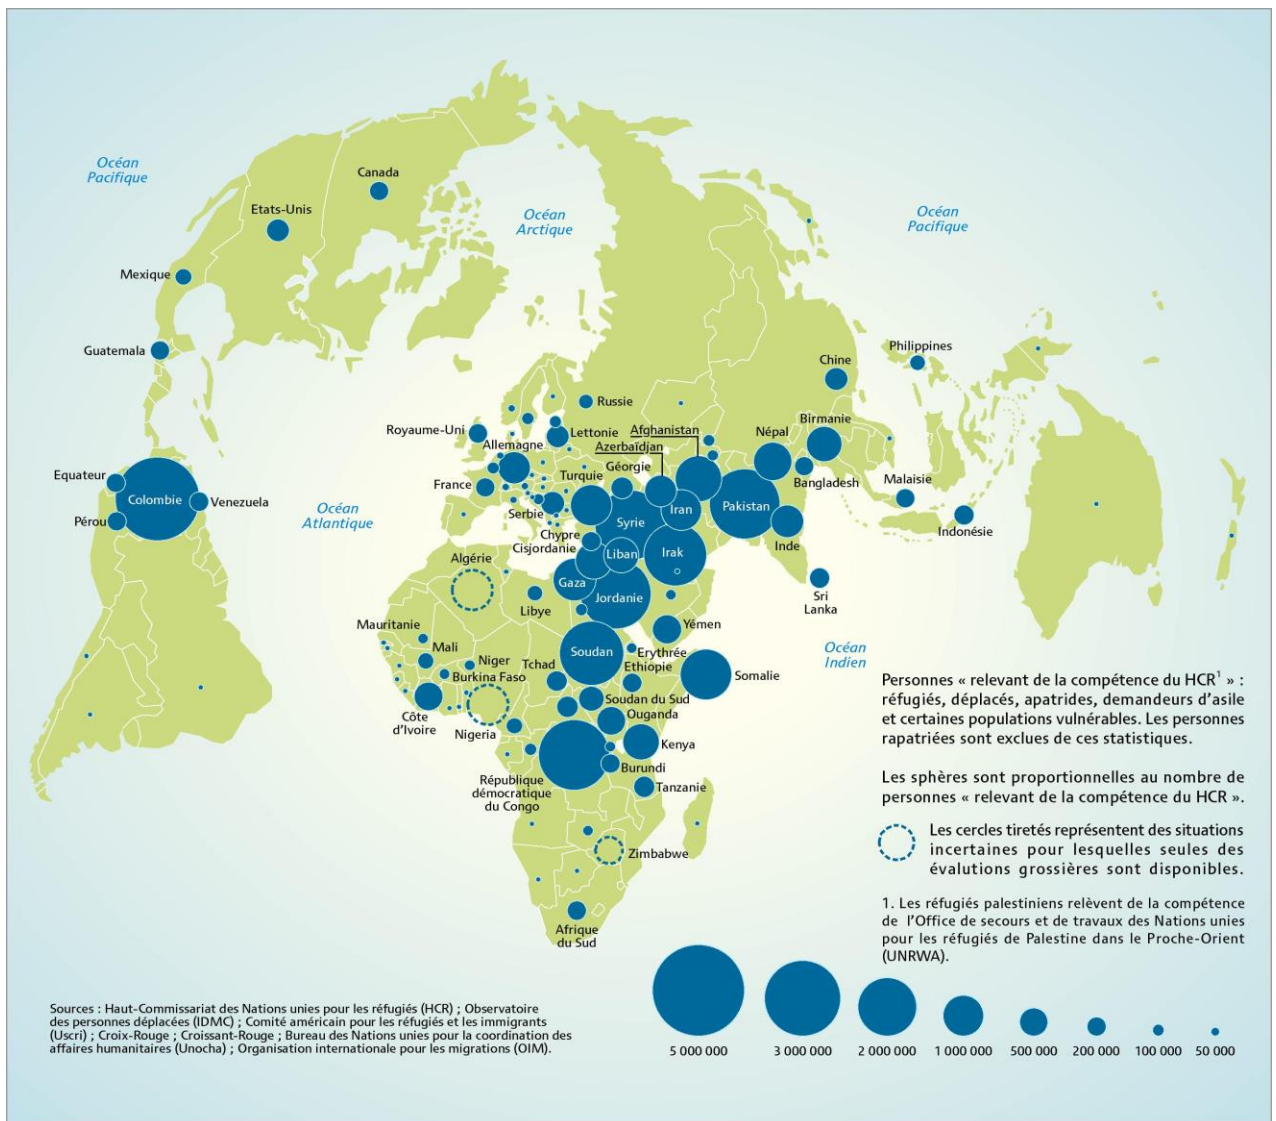 Océan
Pacifique
Canada
Etats-Unis
Océan
Arctique
Océan
Pacifique
Mexique
Guatemala
Philippines
Chine
Russie
Royaume-Uni
Lettonie
Afghanistan
Birmanie
Népal
Allemagne
Azerbaïdjan
Géorgie
Turquie
Equateur
Colombie
Venezuela
Pérou
France
Serbie
Syrie
Iran
Pakistan
Bangladesh
Malaisie
Indonésie
Inde
Océan
Atlantique
Chypre
Cisjordanie
Liban
Irak
Algérie
Gaza
Jordanie
Libye
Sri
Lanka
Mauritanie
Mali
Niger
Burkina Faso
Tchad
Soudan
Erythrée
Ethiopie
Yémen
Somalie
Océan
Indien
Côte
d'Ivoire
Nigeria
Soudan du Sud
Ouganda
Kenya
Burundi
République
démocratique
du Congo
Tanzanie
Zimbabwe
Afrique
du Sud
Personnes « relevant de la compétence du HCR¹ » :
réfugiés, déplacés, apatrides, demandeurs d'asile
et certaines populations vulnérables. Les personnes
rapatriées sont exclues de ces statistiques.
Les sphères sont proportionnelles au nombre de
personnes « relevant de la compétence du HCR ».
Les cercles tiretés représentent des situations
incertaines pour lesquelles seules des
évalutions grossières sont disponibles.
1. Les réfugiés palestiniens relèvent de la compétence
de l'Office de secours et de travaux des Nations unies
pour les réfugiés de Palestine dans le Proche-Orient
(UNRWA).
Sources : Haut-Commissariat des Nations unies pour les réfugiés (HCR) ; Observatoire
des personnes déplacées (IDMC) ; Comité américain pour les réfugiés et les immigrants
(Uscri) ; Croix-Rouge ; Croissant-Rouge ; Bureau des Nations unies pour la coordination des
affaires humanitaires (Unocha) ; Organisation internationale pour les migrations (OIM).
5 000 000
3 000 000
2 000 000
1 000 000
500 000
200 000
100 000
50 000